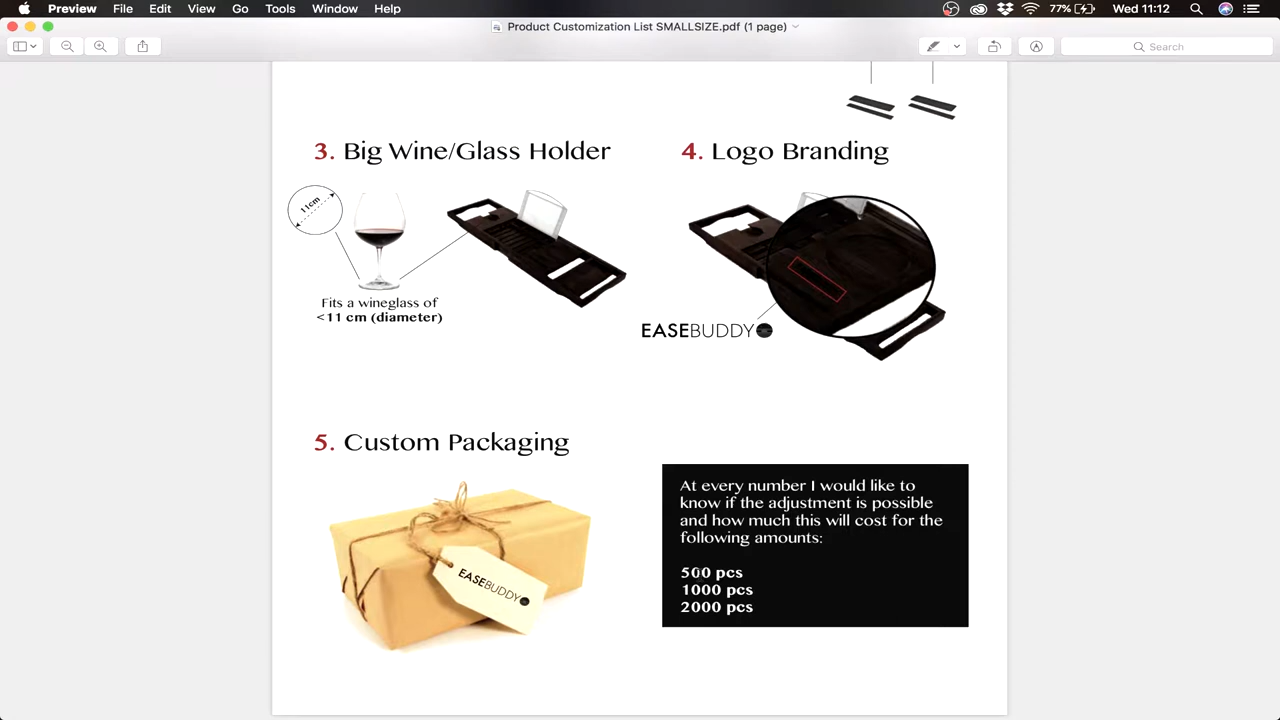 Preview File Edit View Go Tools Window Help
77% Wed 11:12
Product Customization List SMALLSIZE.pdf (1 page)
Search
3. Big Wine/Glass Holder
11cm
Fits a wineglass of
<11 cm (diameter)
4. Logo Branding
EASEBUDDY
5. Custom Packaging
EASEBUDDY
At every number I would like to
know if the adjustment is possible
and how much this will cost for the
following amounts:
500 pcs
1000 pcs
2000 pcs